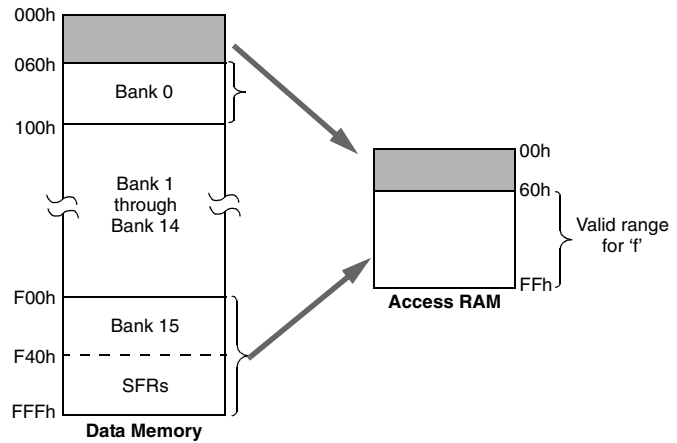 000h
060h
Bank 0
100h
Bank 1
through
Bank 14
F00h
Bank 15
F40h
SFRs
FFFh
Data Memory
00h
60h
Valid range
for ‘f’
FFh
Access RAM